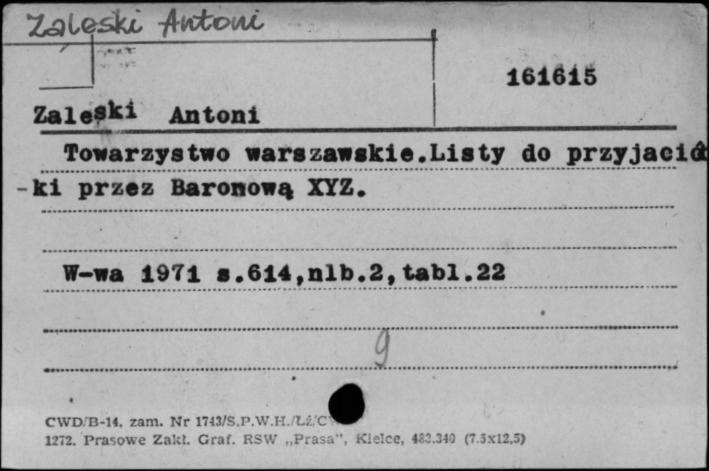 Zaleski Antoni
161615
Zaleski Antoni
Towarzystwo warszawskie.Listy do przyjació
-ki przez Baronową XYZ.
W-wa 1971 s.614,nlb.2,tabl.22
9
CWD/B-14, zam. Nr 1743/S.P.W.H./Łź/C
1272. Prasowe Zakł. Graf. RSW „Prasa", Kielce, 483.340 (7.5x12,5)